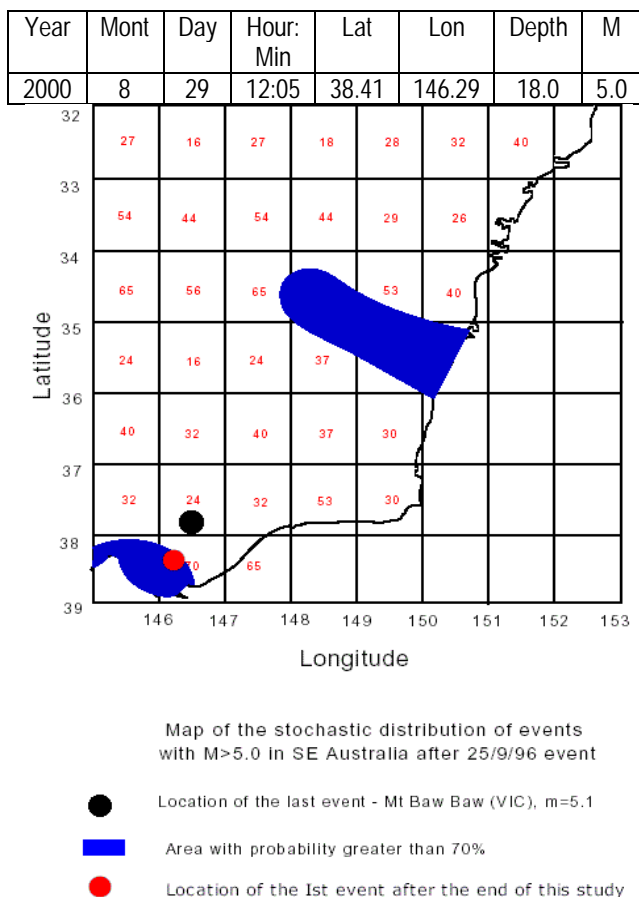 Year Mont Day Hour: Min Lat Lon Depth M
2000 8 29 12:05 38.41 146.29 18.0 5.0
32
27 16 27 18 28 32 40
33
54 44 54 44 29 26
34
65 56 65 53 40
35
24 16 24 37
36
40 32 40 37 30
37
32 24 32 53 30
38
70 65
39
Latitude
146 147 148 149 150 151 152 153
Longitude
Map of the stochastic distribution of events
with M>5.0 in SE Australia after 25/9/96 event
Location of the last event - Mt Baw Baw (VIC), m=5.1
Area with probability greater than 70%
Location of the Ist event after the end of this study